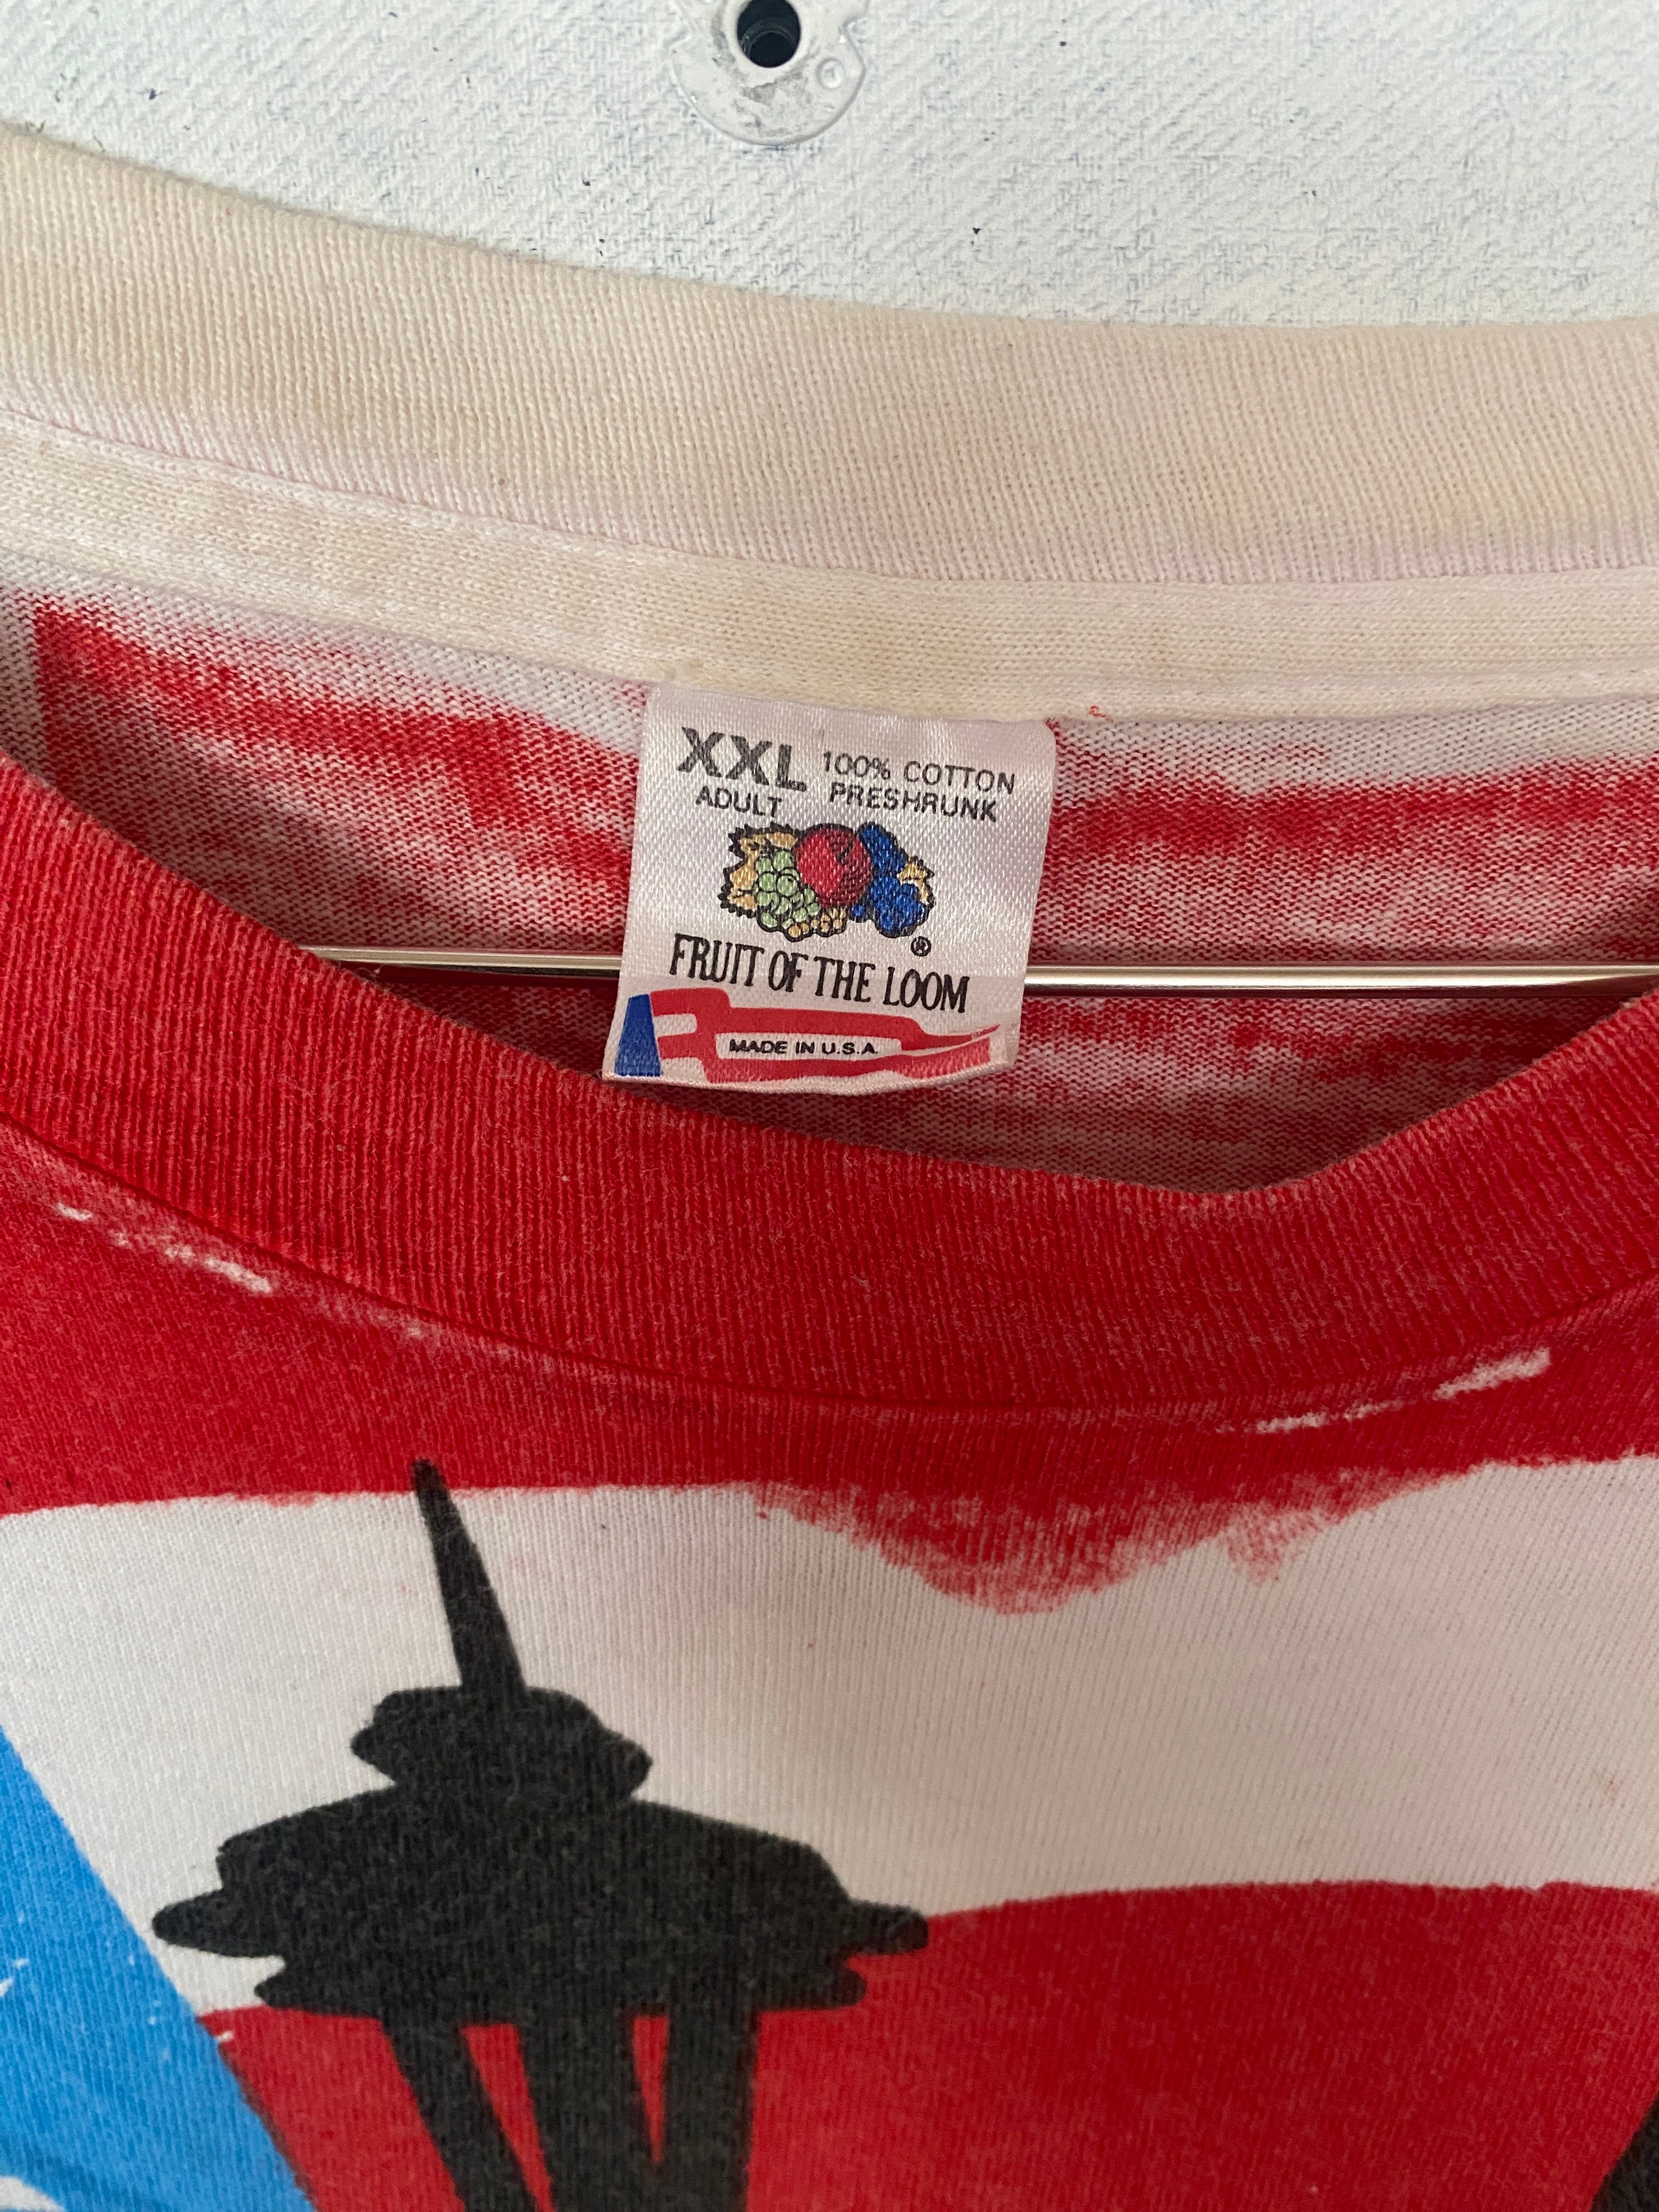 XXL 100% COTTON
ADULT PRESHRUNK
®
FRUIT OF THE LOOM
MADE IN U.S.A.